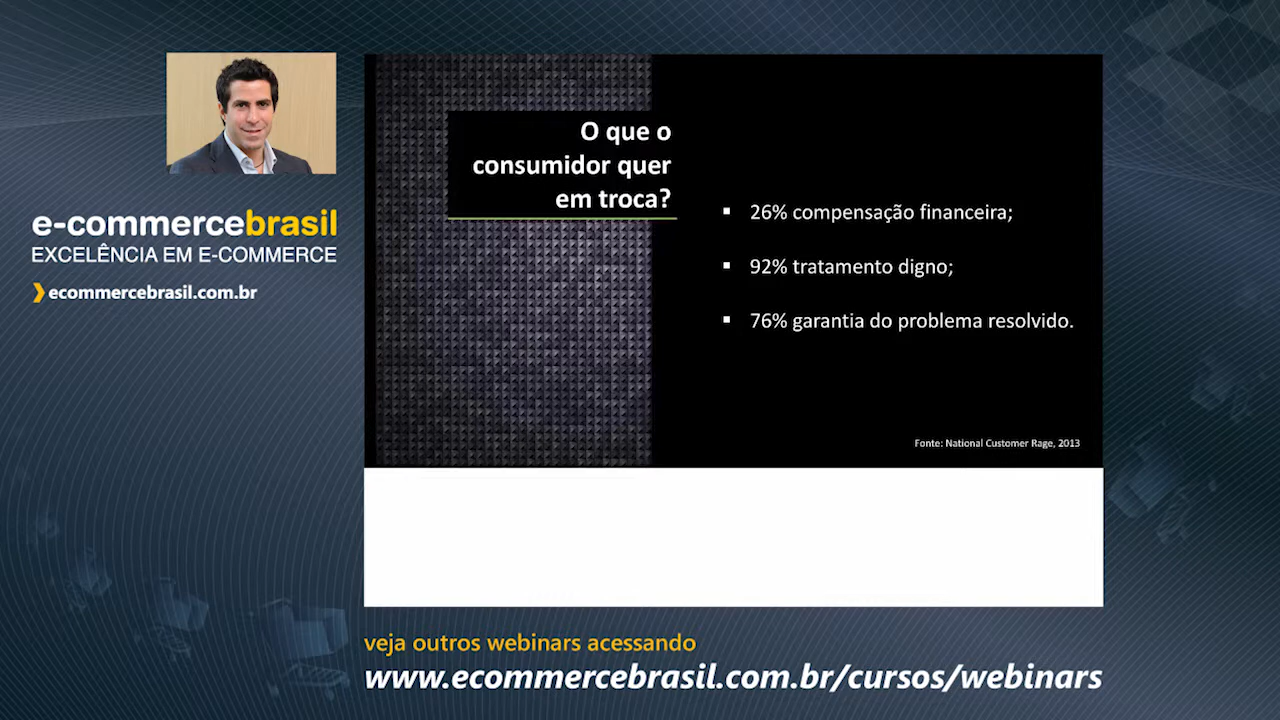 e-commercebrasil
EXCELÊNCIA EM E-COMMERCE
ecommercebrasil.com.br
O que o
consumidor quer
em troca?
26% compensação financeira;
92% tratamento digno;
76% garantia do problema resolvido.
Fonte: National Customer Rage, 2013
veja outros webinars acessando
www.ecommercebrasil.com.br/cursos/webinars